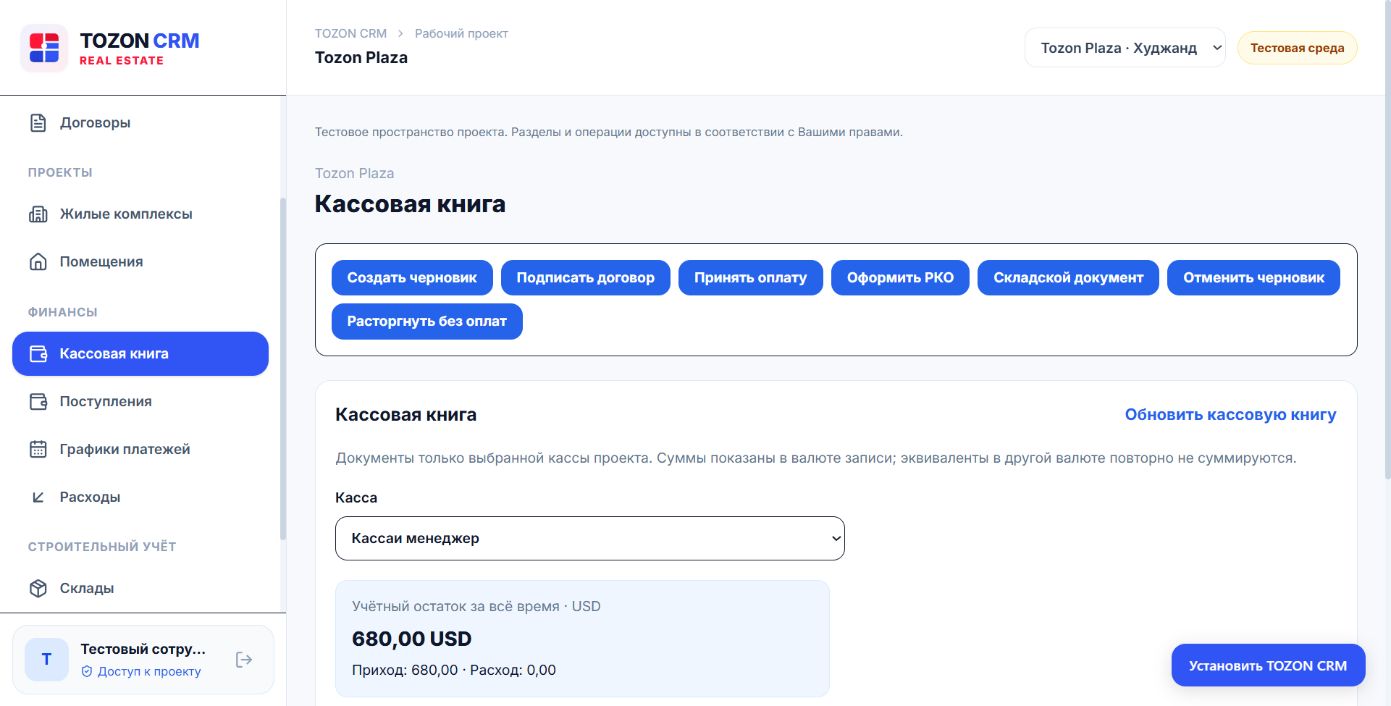 TOZON CRM
REAL ESTATE
Договоры
ПРОЕКТЫ
Жилые комплексы
Помещения
ФИНАНСЫ
Кассовая книга
Поступления
Графики платежей
Расходы
СТРОИТЕЛЬНЫЙ УЧЁТ
Склады
Т
Тестовый сотру...
Доступ к проекту
TOZON CRM > Рабочий проект
Tozon Plaza
Tozon Plaza · Худжанд
Тестовая среда
Тестовое пространство проекта. Разделы и операции доступны в соответствии с Вашими правами.
Tozon Plaza
Кассовая книга
Создать черновик
Подписать договор
Принять оплату
Оформить РКО
Складской документ
Отменить черновик
Расторгнуть без оплат
Кассовая книга
Обновить кассовую книгу
Документы только выбранной кассы проекта. Суммы показаны в валюте записи; эквиваленты в другой валюте повторно не суммируются.
Касса
Кассаи менеджер
Учётный остаток за всё время · USD
680,00 USD
Приход: 680,00 · Расход: 0,00
Установить TOZON CRM